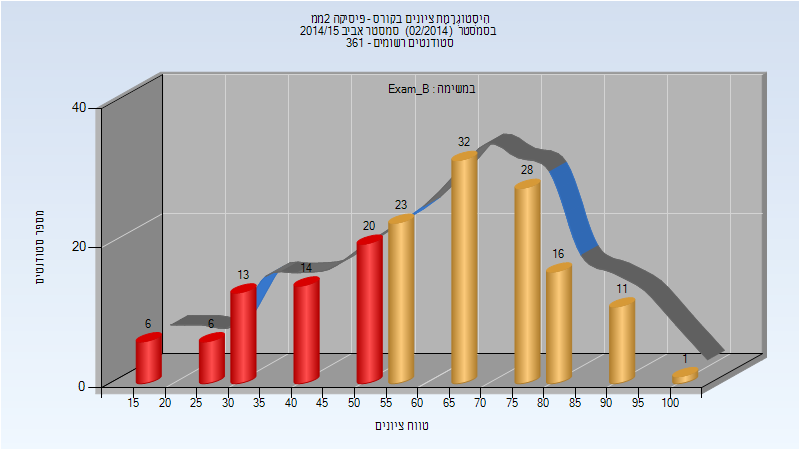 היסטוגרמת ציונים בקורס - פיסיקה 2ממ
בסמסטר (02/2014) סמסטר אביב 2014/15
סטודנטים רשומים - 361
במשימה : Exam_B
מספר סטודנטים
40
20
0
6
6
13
14
20
23
32
28
16
11
1
15 20 25 30 35 40 45 50 55 60 65 70 75 80 85 90 95 100
טווח ציונים